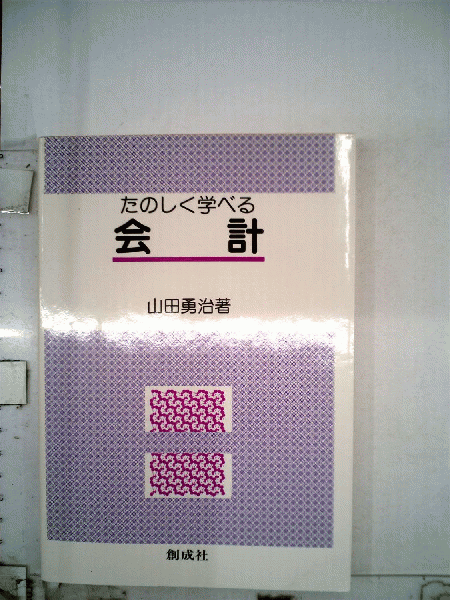 たのしく学べる
会計
山田勇治著
創成社